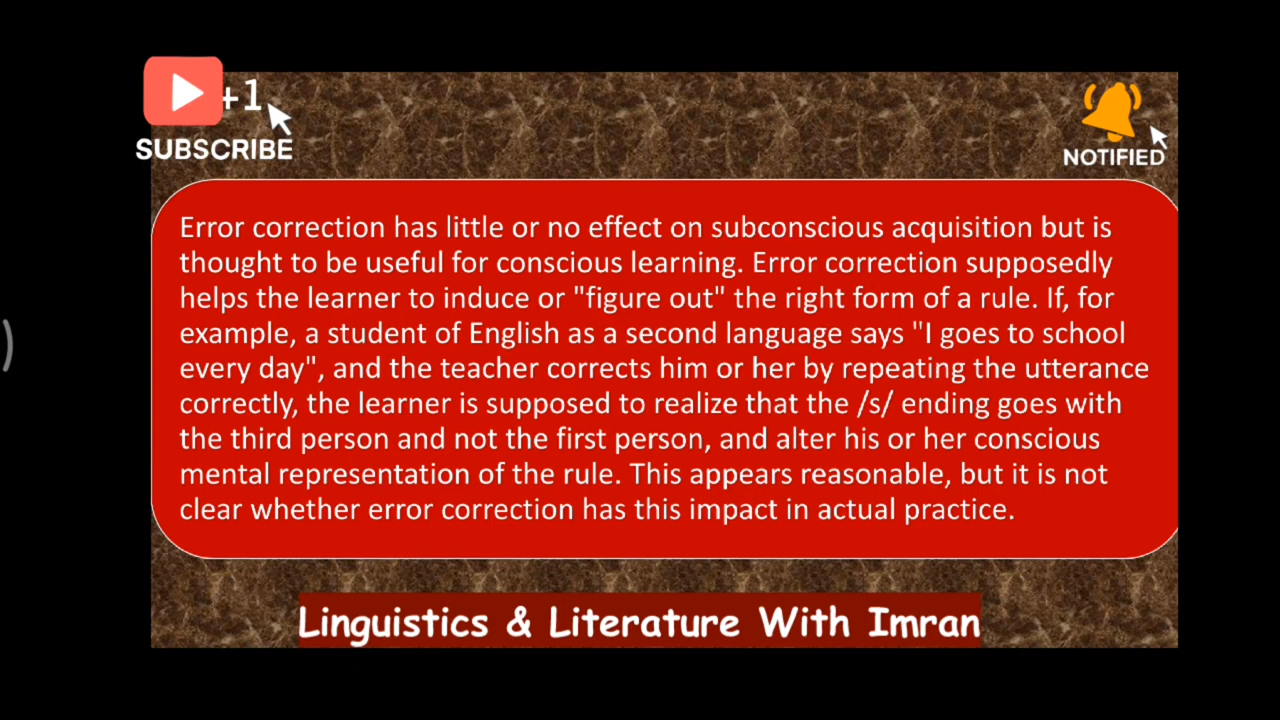 +1
SUBSCRIBE
NOTIFIED
Error correction has little or no effect on subconscious acquisition but is
thought to be useful for conscious learning. Error correction supposedly
helps the learner to induce or "figure out" the right form of a rule. If, for
example, a student of English as a second language says "I goes to school
every day", and the teacher corrects him or her by repeating the utterance
correctly, the learner is supposed to realize that the /s/ ending goes with
the third person and not the first person, and alter his or her conscious
mental representation of the rule. This appears reasonable, but it is not
clear whether error correction has this impact in actual practice.
Linguistics & Literature With Imran